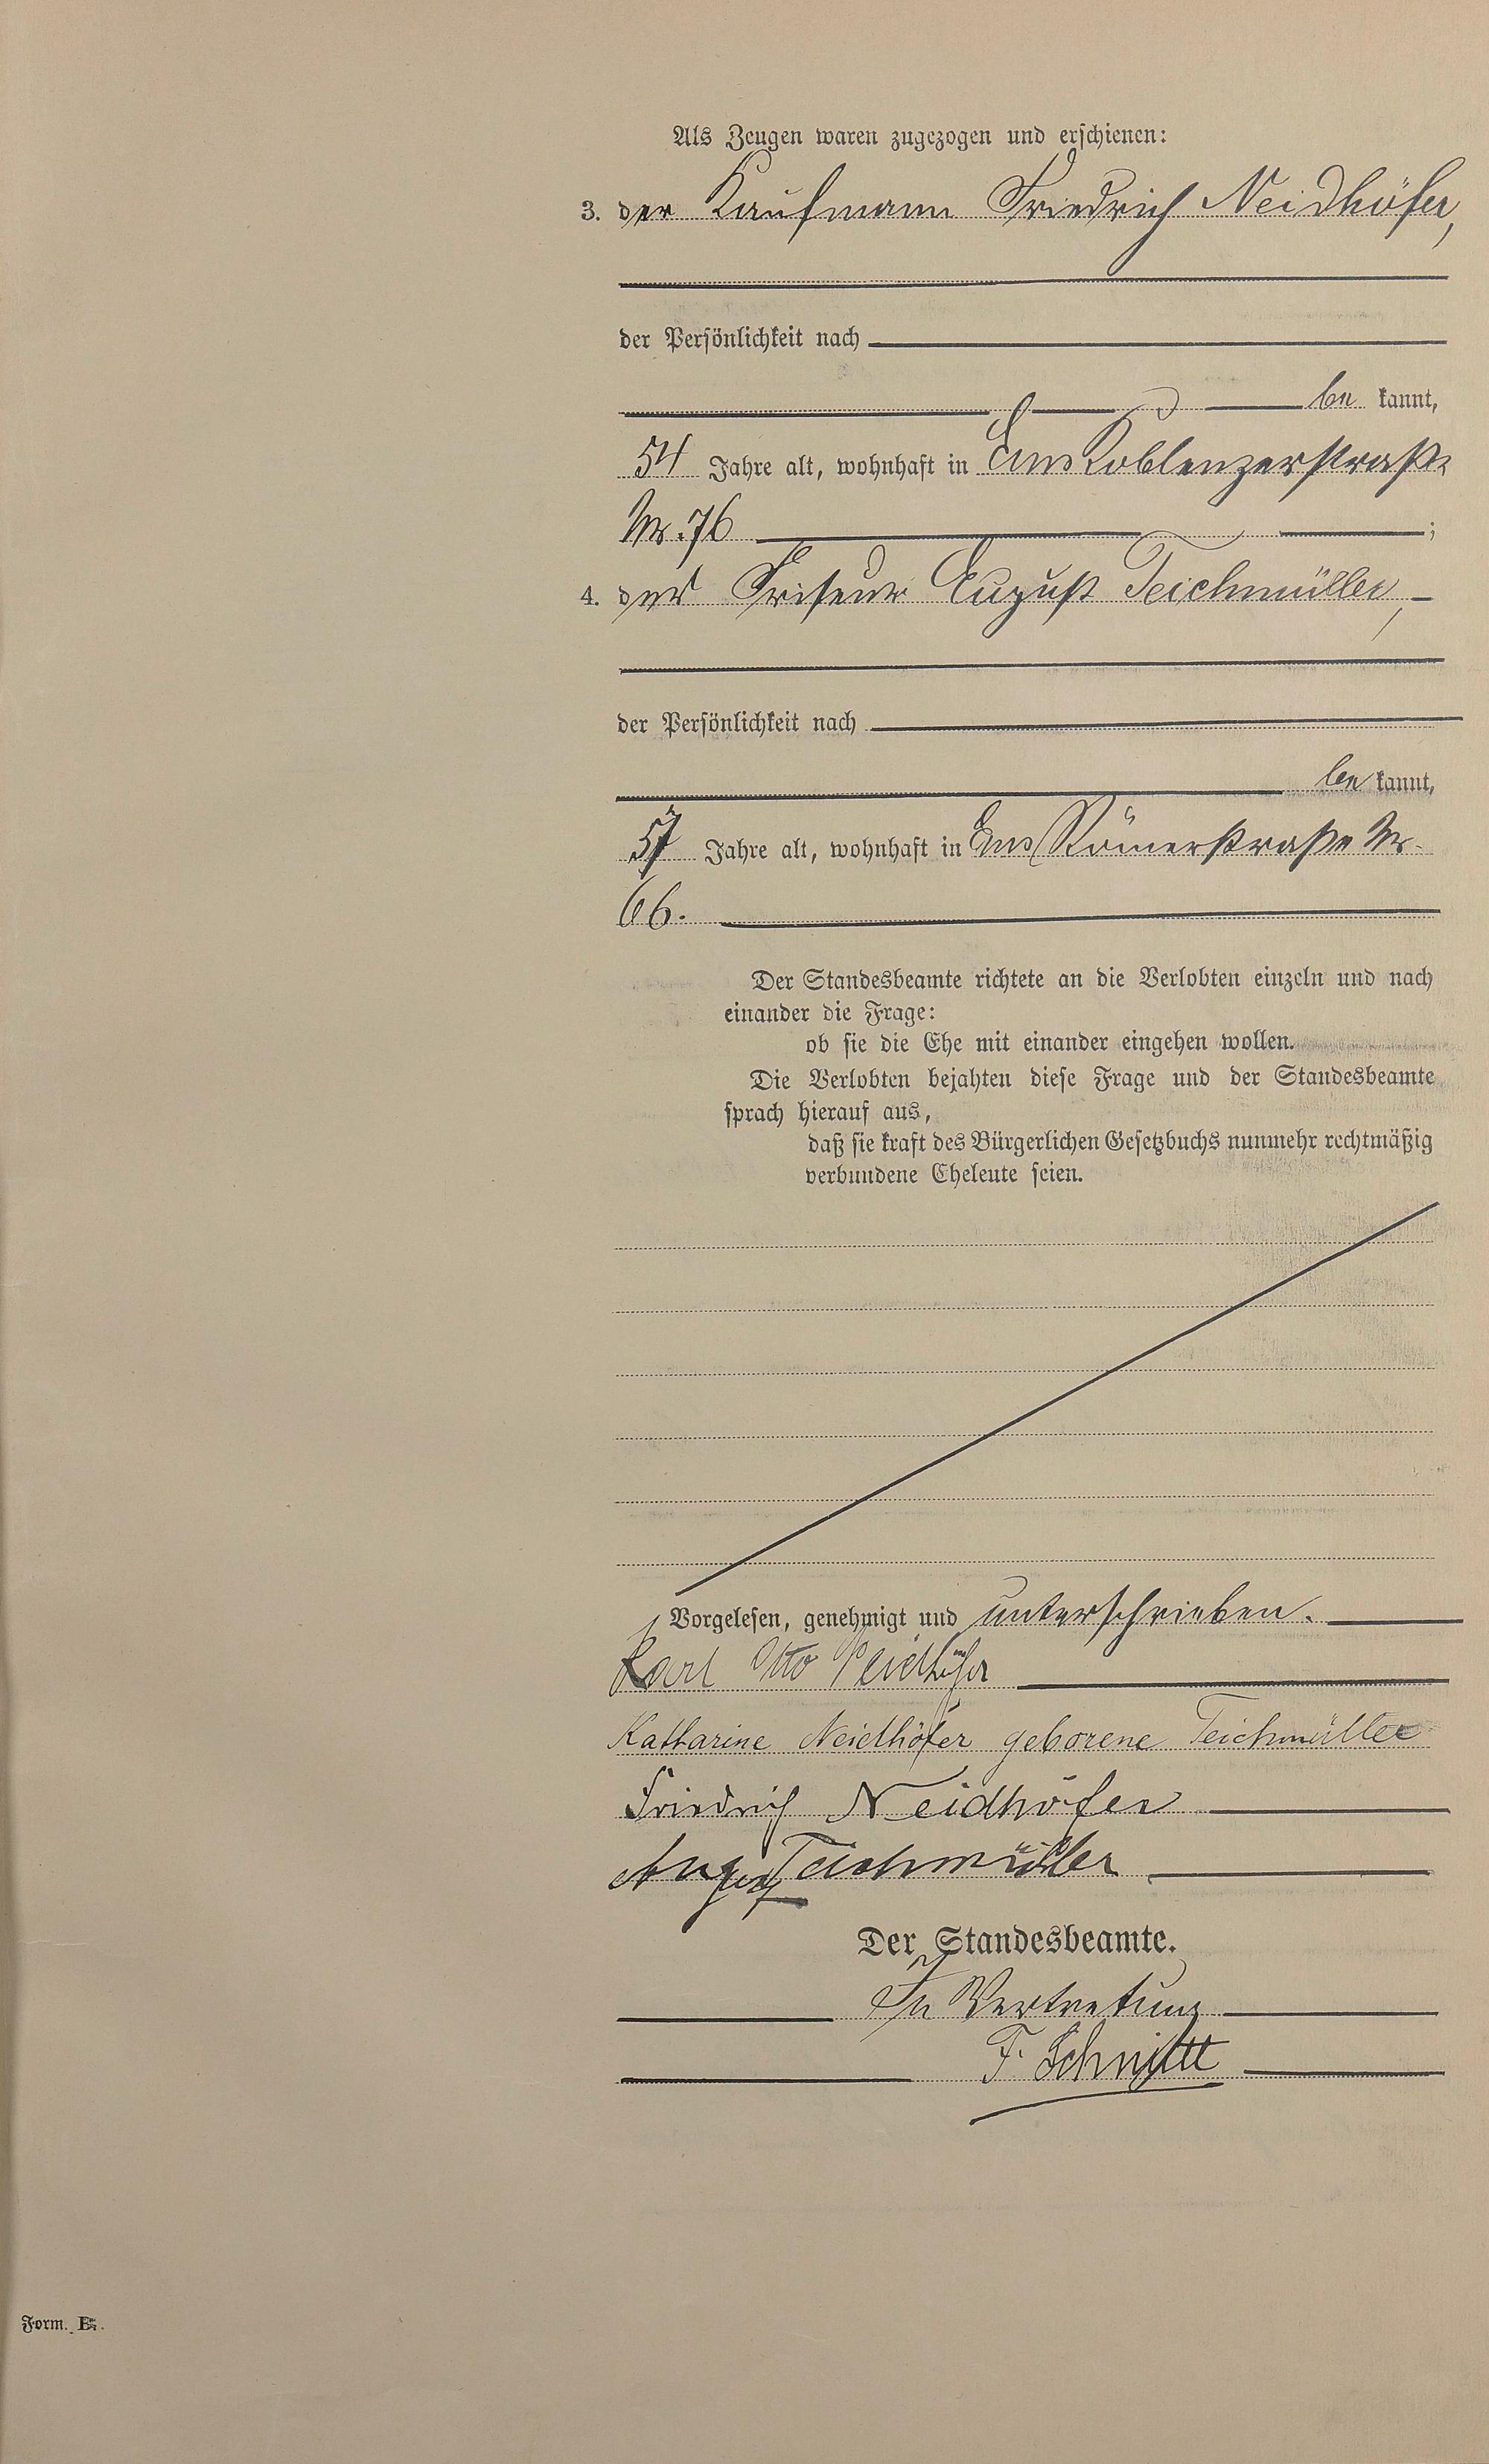 Als Zeugen waren zugezogen und erschienen:
3. der Kaufmann Friedrich Neidhöfer,
der Persönlichkeit nach
be kannt,
54 Jahre alt, wohnhaft in Ems Koblenzerstraße
Nr. 76 ;
4. der Friseur August Teichmüller,
der Persönlichkeit nach
be kannt,
57 Jahre alt, wohnhaft in Ems, Römerstraße Nr.
66.
Der Standesbeamte richtete an die Verlobten einzeln und nach
einander die Frage:
ob sie die Ehe mit einander eingehen wollen.
Die Verlobten bejahten diese Frage und der Standesbeamte
sprach hierauf aus,
daß sie kraft des Bürgerlichen Gesetzbuchs nunmehr rechtmäßig
verbundene Eheleute seien.
Vorgelesen, genehmigt und unterschrieben.
Karl Otto Neidhöfer
Katharine Neidhöfer geborene Teichmüller
Friedrich Neidhöfer
August Teichmüller
Der Standesbeamte.
In Vertretung
F. Schmitt
Form. E.